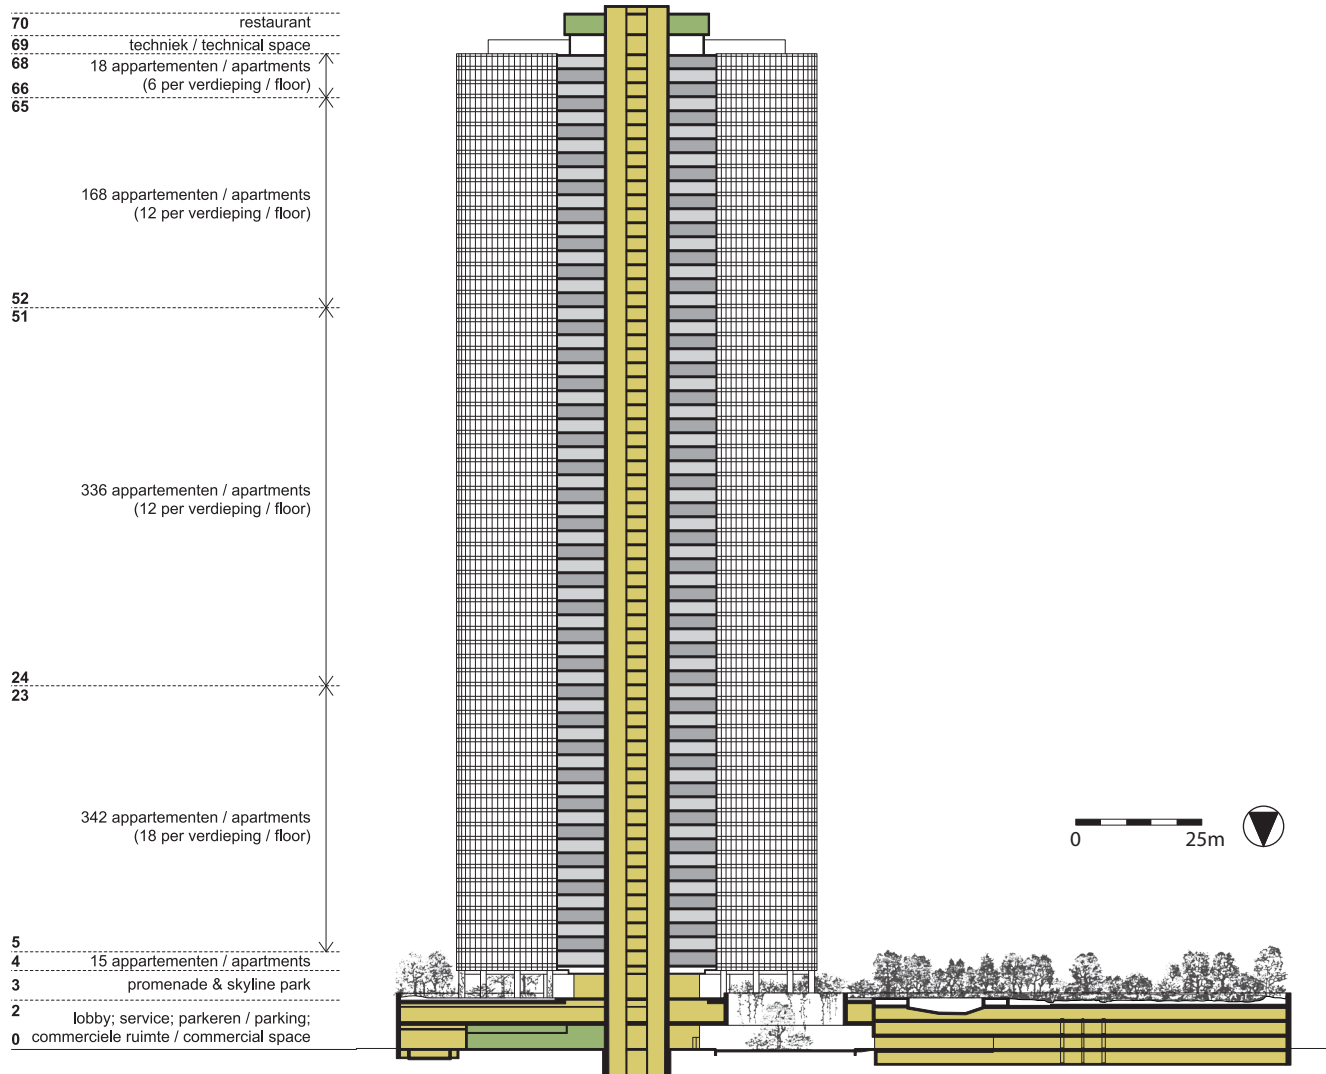 70 restaurant
69 techniek / technical space
68 18 appartementen / apartments
66 (6 per verdieping / floor)
65
168 appartementen / apartments
(12 per verdieping / floor)
52
51
336 appartementen / apartments
(12 per verdieping / floor)
24
23
342 appartementen / apartments
(18 per verdieping / floor)
0 25m
5
4 15 appartementen / apartments
3 promenade & skyline park
2
lobby; service; parkeren / parking;
0 commerciele ruimte / commercial space